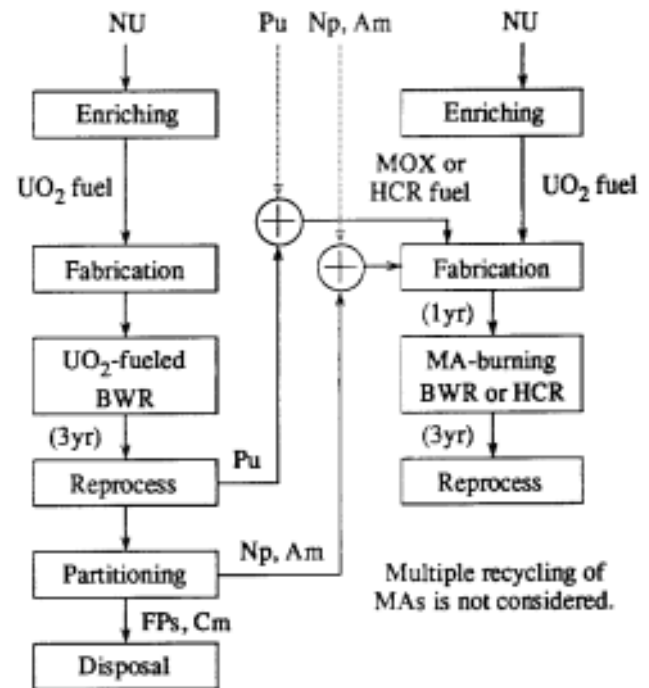 NU
Pu
Np, Am
NU
Enriching
Enriching
UO₂ fuel
MOX or
HCR fuel
UO₂ fuel
Fabrication
Fabrication
(1yr)
UO₂-fueled
BWR
MA-burning
BWR or HCR
(3yr)
(3yr)
Pu
Reprocess
Reprocess
Np, Am
Partitioning
Multiple recycling of
MAs is not considered.
FPs, Cm
Disposal